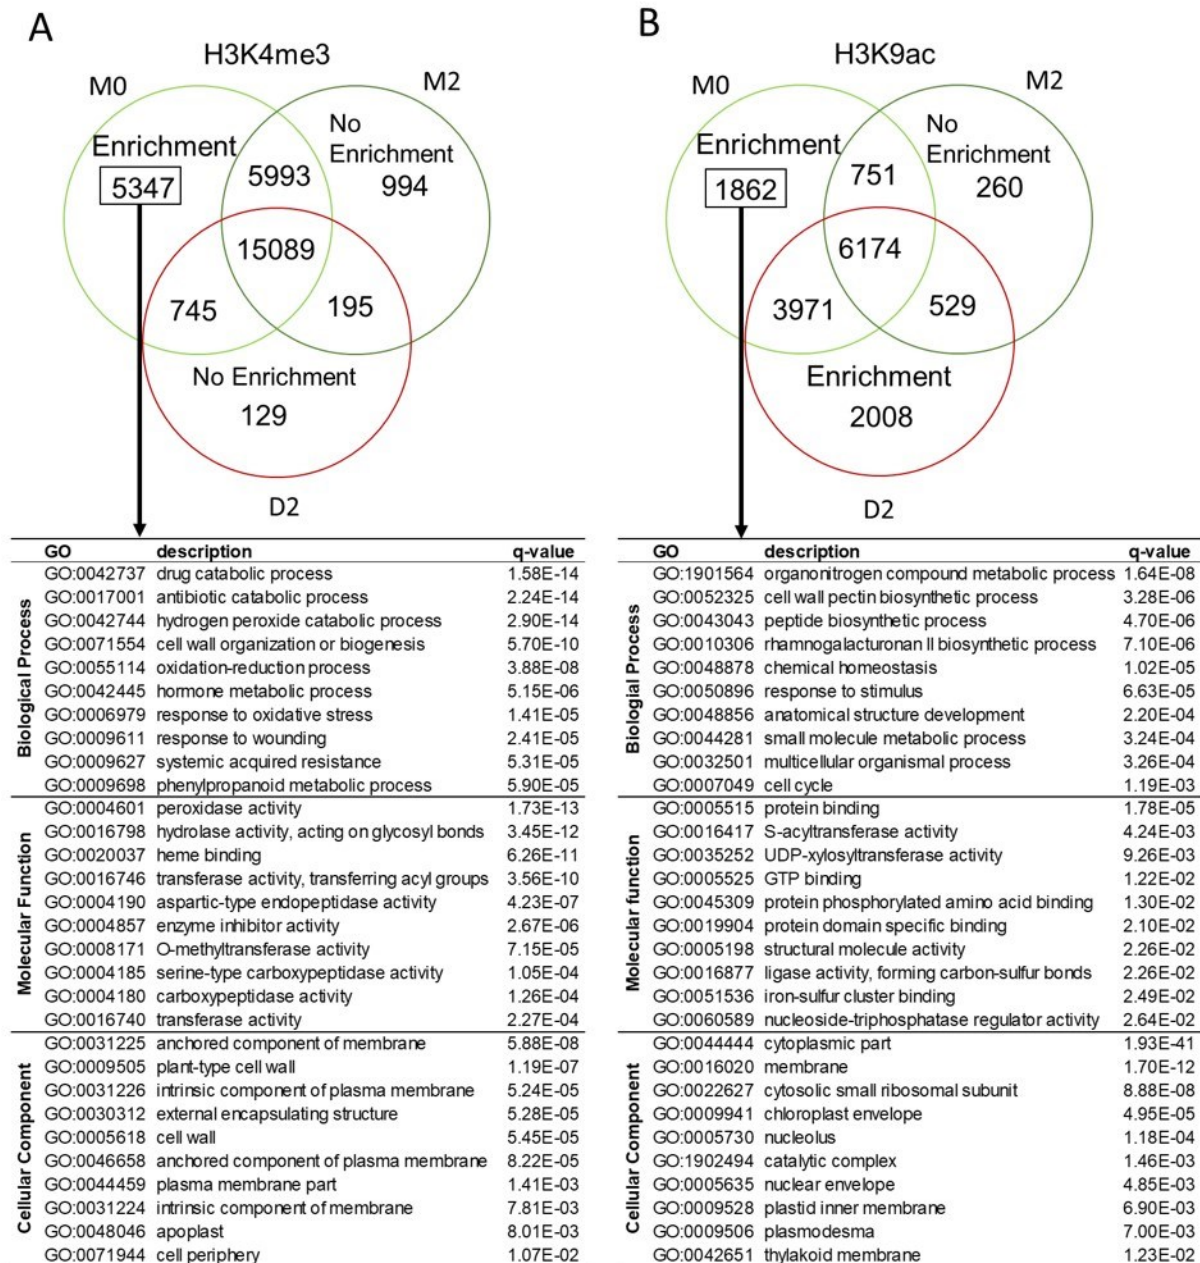 A
H3K4me3
M0
M2
Enrichment
No
Enrichment
5347
5993
994
15089
745
195
No Enrichment
129
D2
GO description q-value
Biological Process
GO:0042737 drug catabolic process 1.58E-14
GO:0017001 antibiotic catabolic process 2.24E-14
GO:0042744 hydrogen peroxide catabolic process 2.90E-14
GO:0071554 cell wall organization or biogenesis 5.70E-10
GO:0055114 oxidation-reduction process 3.88E-08
GO:0042445 hormone metabolic process 5.15E-06
GO:0006979 response to oxidative stress 1.41E-05
GO:0009611 response to wounding 2.41E-05
GO:0009627 systemic acquired resistance 5.31E-05
GO:0009698 phenylpropanoid metabolic process 5.90E-05
Molecular Function
GO:0004601 peroxidase activity 1.73E-13
GO:0016798 hydrolase activity, acting on glycosyl bonds 3.45E-12
GO:0020037 heme binding 6.26E-11
GO:0016746 transferase activity, transferring acyl groups 3.56E-10
GO:0004190 aspartic-type endopeptidase activity 4.23E-07
GO:0004857 enzyme inhibitor activity 2.67E-06
GO:0008171 O-methyltransferase activity 7.15E-05
GO:0004185 serine-type carboxypeptidase activity 1.05E-04
GO:0004180 carboxypeptidase activity 1.26E-04
GO:0016740 transferase activity 2.27E-04
Cellular Component
GO:0031225 anchored component of membrane 5.88E-08
GO:0009505 plant-type cell wall 1.19E-07
GO:0031226 intrinsic component of plasma membrane 5.24E-05
GO:0030312 external encapsulating structure 5.28E-05
GO:0005618 cell wall 5.45E-05
GO:0046658 anchored component of plasma membrane 8.22E-05
GO:0044459 plasma membrane part 1.41E-03
GO:0031224 intrinsic component of membrane 7.81E-03
GO:0048046 apoplast 8.01E-03
GO:0071944 cell periphery 1.07E-02
B
H3K9ac
M0
M2
Enrichment
No
Enrichment
1862
751
260
6174
3971
529
Enrichment
2008
D2
GO description q-value
Biologial Process
GO:1901564 organonitrogen compound metabolic process 1.64E-08
GO:0052325 cell wall pectin biosynthetic process 3.28E-06
GO:0043043 peptide biosynthetic process 4.70E-06
GO:0010306 rhamnogalacturonan II biosynthetic process 7.10E-06
GO:0048878 chemical homeostasis 1.02E-05
GO:0050896 response to stimulus 6.63E-05
GO:0048856 anatomical structure development 2.20E-04
GO:0044281 small molecule metabolic process 3.24E-04
GO:0032501 multicellular organismal process 3.26E-04
GO:0007049 cell cycle 1.19E-03
Molecular function
GO:0005515 protein binding 1.78E-05
GO:0016417 S-acyltransferase activity 4.24E-03
GO:0035252 UDP-xylosyltransferase activity 9.26E-03
GO:0005525 GTP binding 1.22E-02
GO:0045309 protein phosphorylated amino acid binding 1.30E-02
GO:0019904 protein domain specific binding 2.10E-02
GO:0005198 structural molecule activity 2.26E-02
GO:0016877 ligase activity, forming carbon-sulfur bonds 2.26E-02
GO:0051536 iron-sulfur cluster binding 2.49E-02
GO:0060589 nucleoside-triphosphatase regulator activity 2.64E-02
Cellular Component
GO:0044444 cytoplasmic part 1.93E-41
GO:0016020 membrane 1.70E-12
GO:0022627 cytosolic small ribosomal subunit 8.88E-08
GO:0009941 chloroplast envelope 4.95E-05
GO:0005730 nucleolus 1.18E-04
GO:1902494 catalytic complex 1.46E-03
GO:0005635 nuclear envelope 4.85E-03
GO:0009528 plastid inner membrane 6.90E-03
GO:0009506 plasmodesma 7.00E-03
GO:0042651 thylakoid membrane 1.23E-02